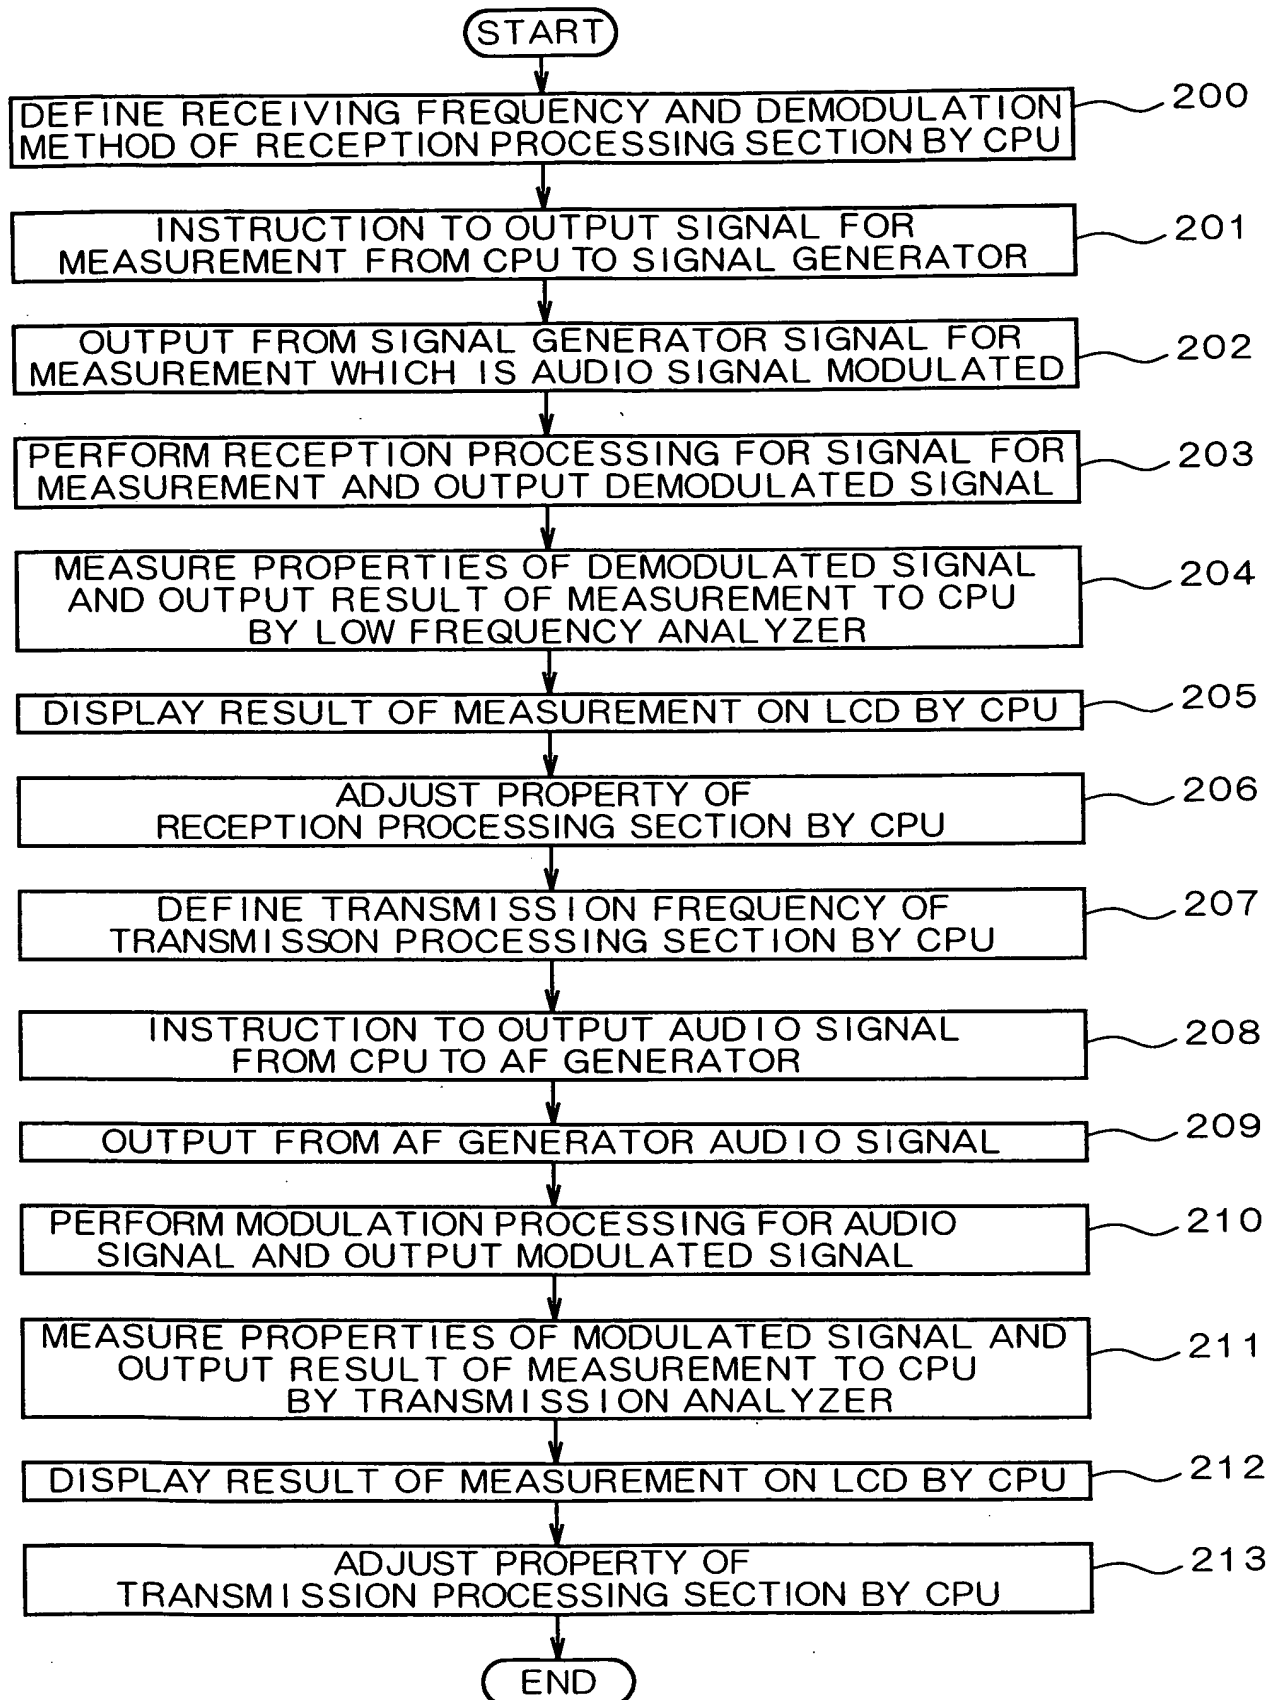 START
DEFINE RECEIVING FREQUENCY AND DEMODULATION
METHOD OF RECEPTION PROCESSING SECTION BY CPU
200
INSTRUCTION TO OUTPUT SIGNAL FOR
MEASUREMENT FROM CPU TO SIGNAL GENERATOR
201
OUTPUT FROM SIGNAL GENERATOR SIGNAL FOR
MEASUREMENT WHICH IS AUDIO SIGNAL MODULATED
202
PERFORM RECEPTION PROCESSING FOR SIGNAL FOR
MEASUREMENT AND OUTPUT DEMODULATED SIGNAL
203
MEASURE PROPERTIES OF DEMODULATED SIGNAL
AND OUTPUT RESULT OF MEASUREMENT TO CPU
BY LOW FREQUENCY ANALYZER
204
DISPLAY RESULT OF MEASUREMENT ON LCD BY CPU
205
ADJUST PROPERTY OF
RECEPTION PROCESSING SECTION BY CPU
206
DEFINE TRANSMISSION FREQUENCY OF
TRANSMISSON PROCESSING SECTION BY CPU
207
INSTRUCTION TO OUTPUT AUDIO SIGNAL
FROM CPU TO AF GENERATOR
208
OUTPUT FROM AF GENERATOR AUDIO SIGNAL
209
PERFORM MODULATION PROCESSING FOR AUDIO
SIGNAL AND OUTPUT MODULATED SIGNAL
210
MEASURE PROPERTIES OF MODULATED SIGNAL AND
OUTPUT RESULT OF MEASUREMENT TO CPU
BY TRANSMISSION ANALYZER
211
DISPLAY RESULT OF MEASUREMENT ON LCD BY CPU
212
ADJUST PROPERTY OF
TRANSMISSION PROCESSING SECTION BY CPU
213
END